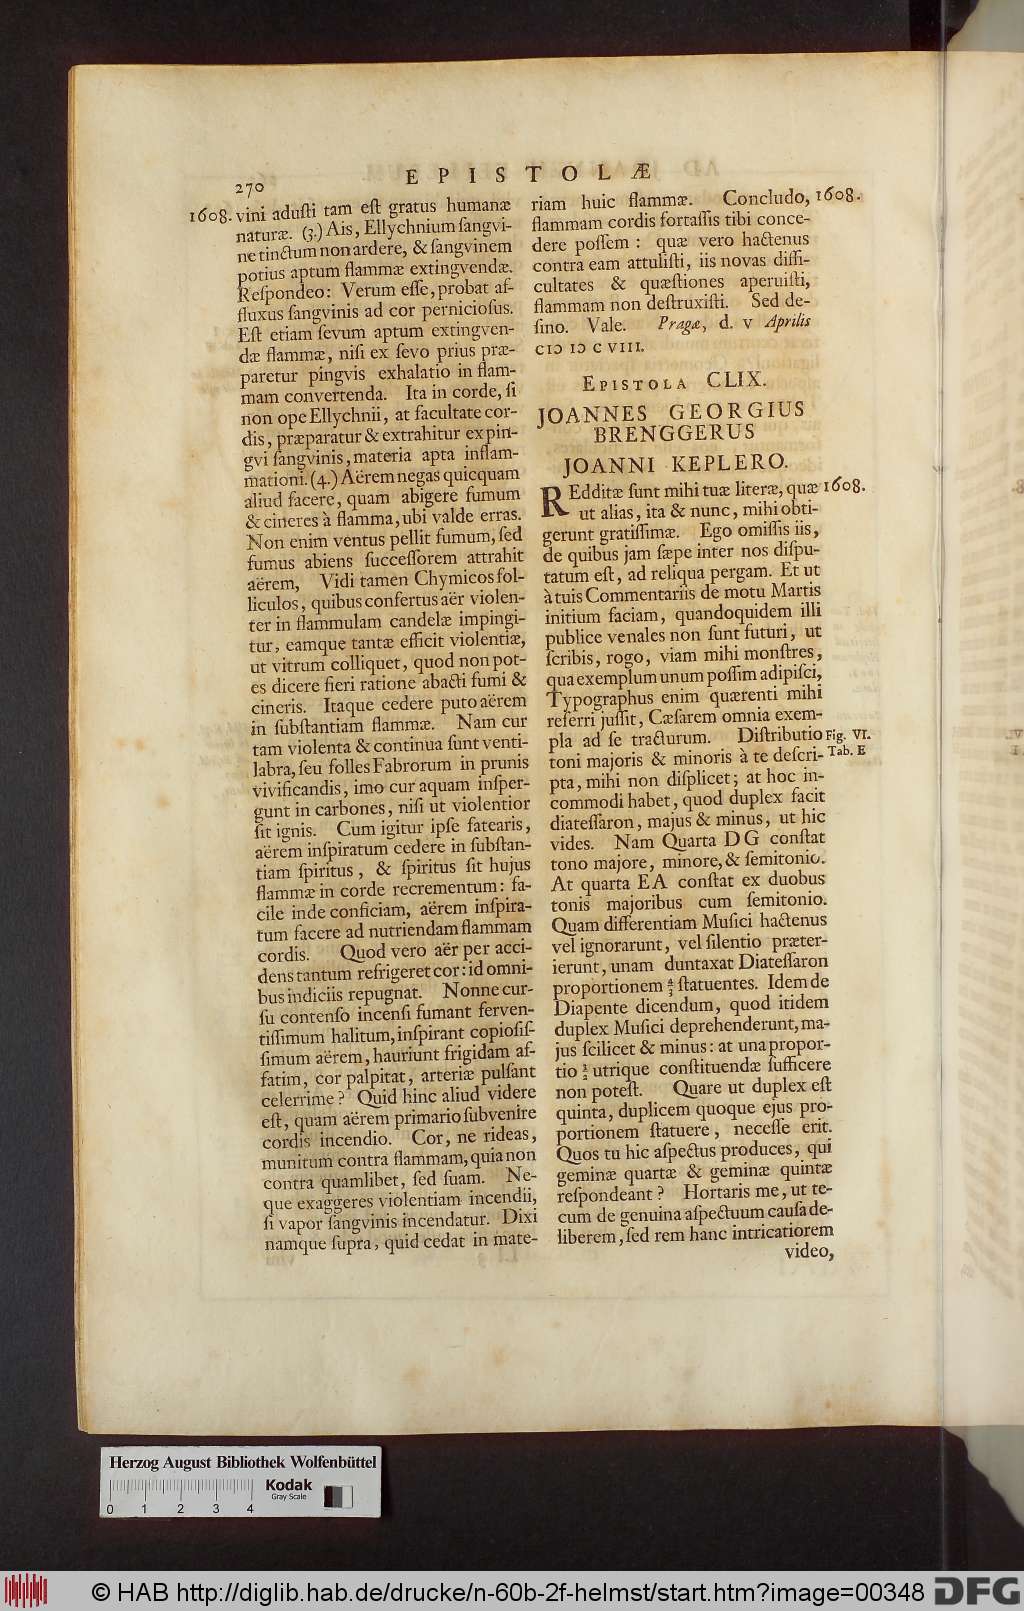 270
EPISTOLÆ
1608.
vini aduſti tam eſt gratus humanæ
naturæ. (3.) Ais, Ellychnium ſangvi-
ne tinctum non ardere, & ſangvinem
potius aptum flammæ extingvendæ.
Reſpondeo: Verum eſſe, probat af-
fluxus ſangvinis ad cor pernicioſus.
Eſt etiam ſevum aptum extingven-
dæ flammæ, niſi ex ſevo prius præ-
paretur pingvis exhalatio in flam-
mam convertenda. Ita in corde, ſi
non ope Ellychnii, at facultate cor-
dis, præparatur & extrahitur ex pin-
gvi ſangvinis, materia apta inflam-
mationi. (4.) Aërem negas quicquam
aliud facere, quam abigere fumum
& cineres à flamma, ubi valde erras.
Non enim ventus pellit fumum, ſed
fumus abiens ſucceſſorem attrahit
aërem, Vidi tamen Chymicos fol-
liculos, quibus confertus aër violen-
ter in flammulam candelæ impingi-
tur, eamque tantæ efficit violentiæ,
ut vitrum colliquet, quod non pot-
es dicere fieri ratione abacti fumi &
cineris. Itaque cedere puto aërem
in ſubſtantiam flammæ. Nam cur
tam violenta & continua ſunt venti-
labra, ſeu folles Fabrorum in prunis
vivificandis, imo cur aquam inſper-
gunt in carbones, niſi ut violentior
ſit ignis. Cum igitur ipſe fatearis,
aërem inſpiratum cedere in ſubſtan-
tiam ſpiritus, & ſpiritus ſit hujus
flammæ in corde recrementum: fa-
cile inde conficiam, aërem inſpira-
tum facere ad nutriendam flammam
cordis. Quod vero aër per acci-
dens tantum refrigeret cor: id omni-
bus indiciis repugnat. Nonne cur-
ſu contenſo incenſi fumant ferven-
tiſſimum halitum, inſpirant copioſiſ-
ſimum aërem, hauriunt frigidam af-
fatim, cor palpitat, arteriæ pulſant
celerrime? Quid hinc aliud videre
eſt, quam aërem primario ſubvenire
cordis incendio. Cor, ne rideas,
munitum contra flammam, quia non
contra quamlibet, ſed ſuam. Ne-
que exaggeres violentiam incendii,
ſi vapor ſangvinis incendatur. Dixi
namque ſupra, quid cedat in mate-
riam huic flammæ. Concludo,
1608.
flammam cordis fortaſſis tibi conce-
dere poſſem: quæ vero hactenus
contra eam attuliſti, iis novas diffi-
cultates & quæſtiones aperuiſti,
flammam non deſtruxiſti. Sed de-
ſino. Vale. Pragæ, d. v Aprilis
CIↃ IↃ C VIII.
EPISTOLA CLIX.
JOANNES GEORGIUS
BRENGGERUS
JOANNI KEPLERO.
REdditæ ſunt mihi tuæ literæ, quæ
1608.
ut alias, ita & nunc, mihi obti-
gerunt gratiſſimæ. Ego omiſſis iis,
de quibus jam ſæpe inter nos diſpu-
tatum eſt, ad reliqua pergam. Et ut
à tuis Commentariis de motu Martis
initium faciam, quandoquidem illi
publice venales non ſunt futuri, ut
ſcribis, rogo, viam mihi monſtres,
qua exemplum unum poſſim adipiſci,
Typographus enim quærenti mihi
referri juſſit, Cæſarem omnia exem-
pla ad ſe tracturum. Diſtributio
Fig. VI.
Tab. E
toni majoris & minoris à te deſcri-
pta, mihi non diſplicet; at hoc in-
commodi habet, quod duplex facit
diateſſaron, majus & minus, ut hic
vides. Nam Quarta D G conſtat
tono majore, minore, & ſemitonio.
At quarta E A conſtat ex duobus
tonis majoribus cum ſemitonio.
Quam differentiam Muſici hactenus
vel ignorarunt, vel ſilentio præter-
ierunt, unam duntaxat Diateſſaron
proportionem 4/3 ſtatuentes. Idem de
Diapente dicendum, quod itidem
duplex Muſici deprehenderunt, ma-
jus ſcilicet & minus: at una propor-
tio 3/2 utrique conſtituendæ ſufficere
non poteſt. Quare ut duplex eſt
quinta, duplicem quoque ejus pro-
portionem ſtatuere, neceſſe erit.
Quos tu hic aſpectus produces, qui
geminæ quartæ & geminæ quintæ
reſpondeant? Hortaris me, ut te-
cum de genuina aſpectuum cauſa de-
liberem, ſed rem hanc intricatiorem
video,
Herzog August Bibliothek Wolfenbüttel
Kodak
Gray Scale
0 1 2 3 4
© HAB http://diglib.hab.de/drucke/n-60b-2f-helmst/start.htm?image=00348
DFG